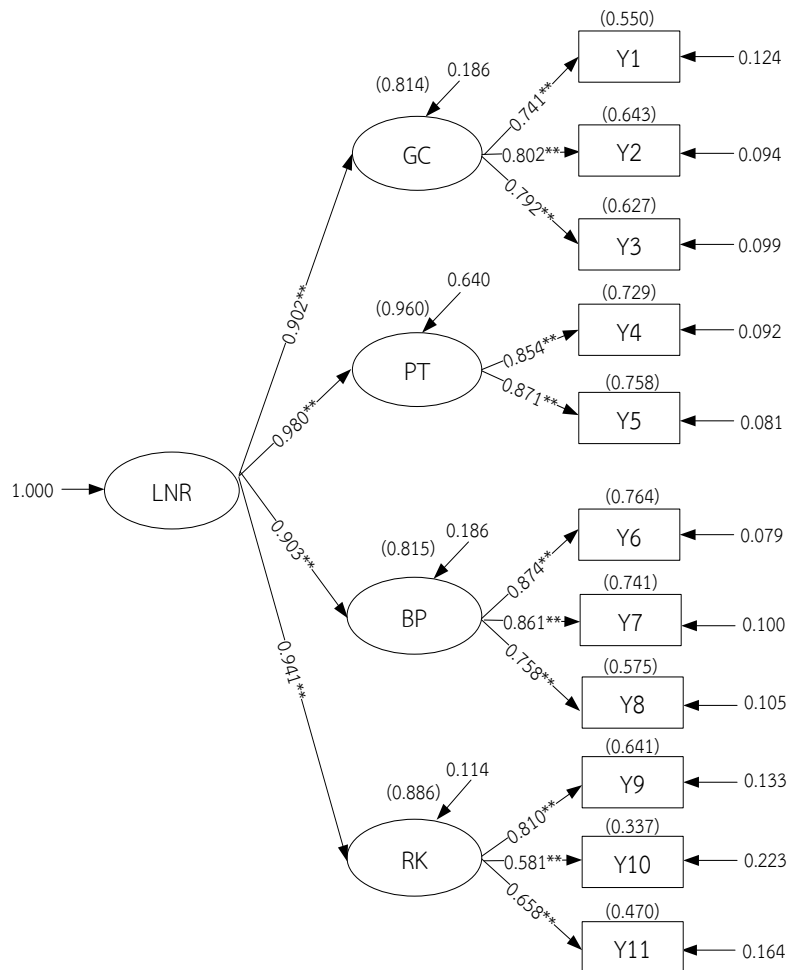 (0.550)
Y1
0.124
0.741**
(0.814)
0.186
GC
0.802**
(0.643)
Y2
0.094
0.792**
(0.627)
Y3
0.099
0.902**
(0.960)
0.640
PT
0.854**
(0.729)
Y4
0.092
0.871**
(0.758)
Y5
0.081
0.980**
1.000
LNR
0.903**
(0.815)
0.186
BP
0.874**
(0.764)
Y6
0.079
0.861**
(0.741)
Y7
0.100
0.758**
(0.575)
Y8
0.105
0.941**
(0.886)
0.114
RK
0.810**
(0.641)
Y9
0.133
0.581**
(0.337)
Y10
0.223
0.658**
(0.470)
Y11
0.164